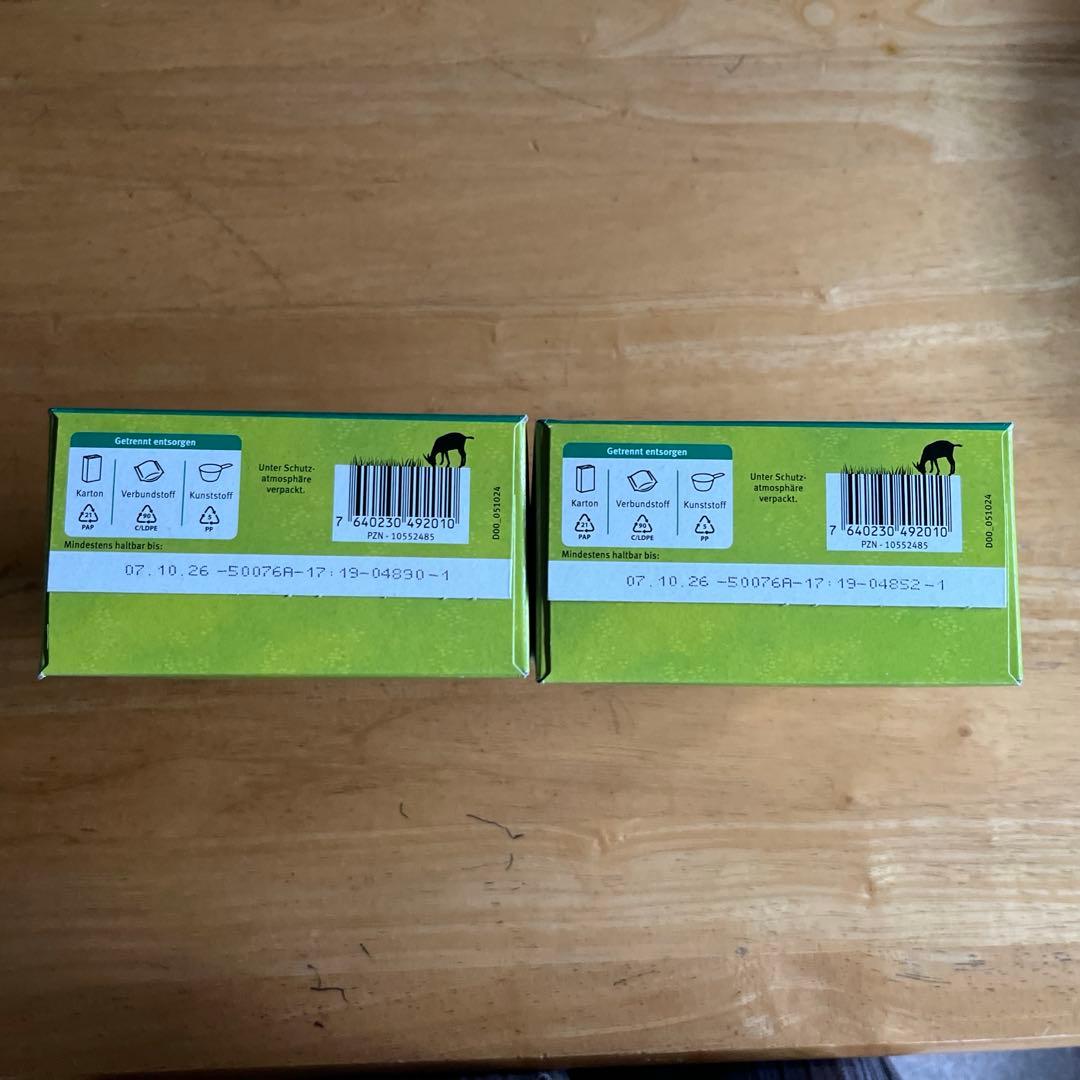 Getrennt entsorgen
Karton
Verbundstoff
Kunststoff
21
PAP
90
C/LDPE
5
PP
Unter Schutz-
atmosphäre
verpackt.
7 640230 492010
PZN - 10552485
D00_051024
Mindestens haltbar bis:
07.10.26 -50076A-17:19-04890-1
Getrennt entsorgen
Karton
Verbundstoff
Kunststoff
21
PAP
90
C/LDPE
5
PP
Unter Schutz-
atmosphäre
verpackt.
7 640230 492010
PZN - 10552485
D00_051024
Mindestens haltbar bis:
07.10.26 -50076A-17:19-04852-1